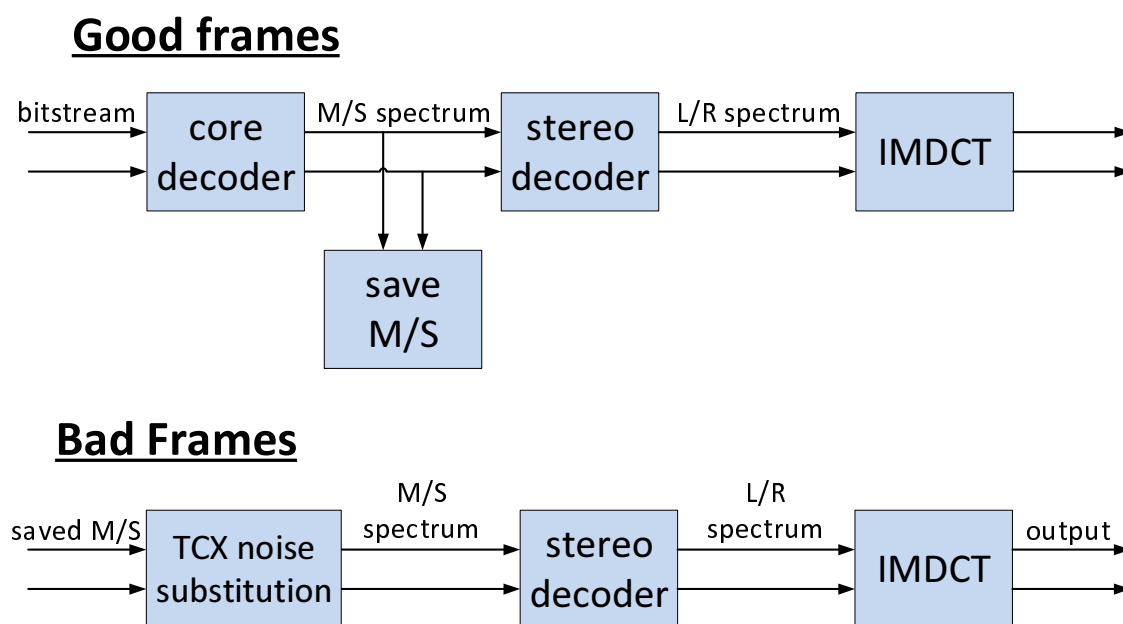 Good frames
bitstream
core
decoder
M/S spectrum
stereo
decoder
L/R spectrum
IMDCT
save
M/S
Bad Frames
saved M/S
TCX noise
substitution
M/S
spectrum
stereo
decoder
L/R
spectrum
IMDCT
output